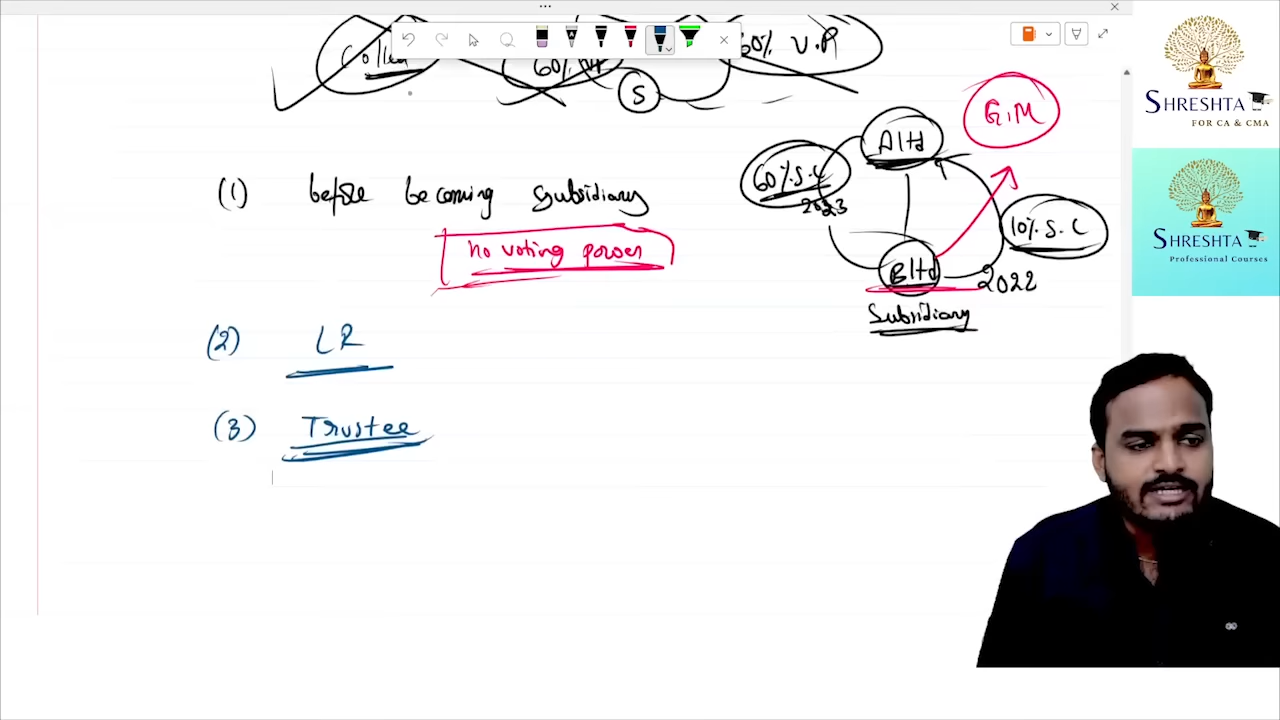 60% V.R
S
G.M
A ltd
60%.S.C
2023
(1) before becoming subsidiary
10%.S.C
no voting power
B ltd
2022
Subsidiary
(2) LR
(3) Trustee
SHRESHTA
FOR CA & CMA
SHRESHTA
Professional Courses